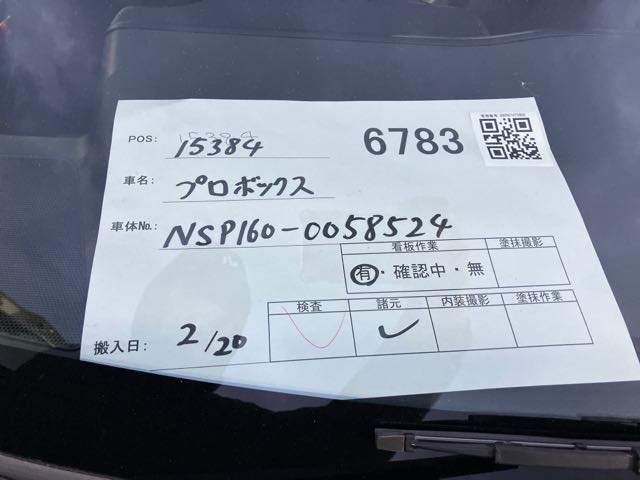 POS: 15384
6783
車名: プロボックス
車体No.: NSP160-0058524
看板作業 塗抹撮影
有・確認中・無
検査 諸元 内装撮影 塗抹作業
搬入日: 2/20